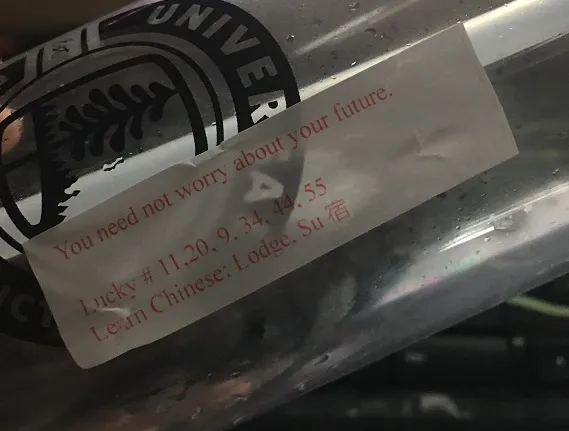 UNIVER
You need not worry about your future.
Lucky # 11, 20, 9, 34, 44, 55
Learn Chinese: Lodge, Su 宿